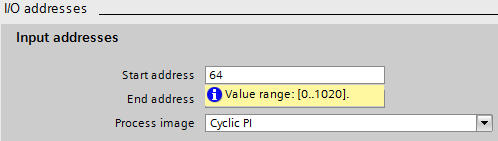 I/O addresses
Input addresses
Start address 64
End address Value range: [0..1020].
Process image Cyclic PI